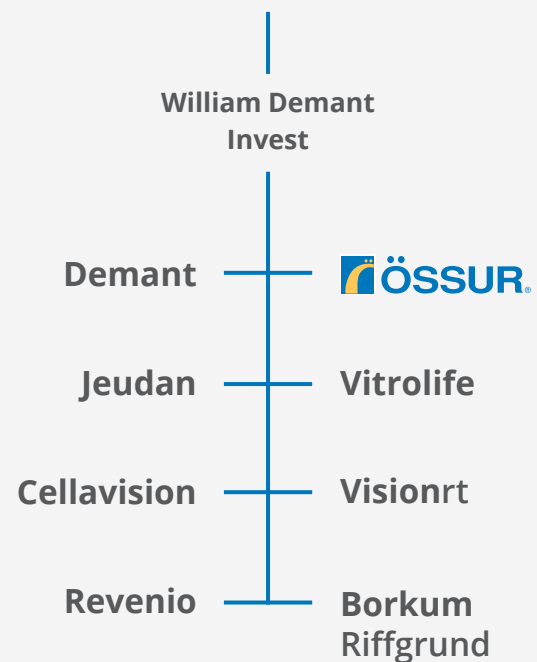 William Demant
Invest
Demant
ÖSSUR®
Jeudan
Vitrolife
Cellavision
Visionrt
Revenio
Borkum
Riffgrund